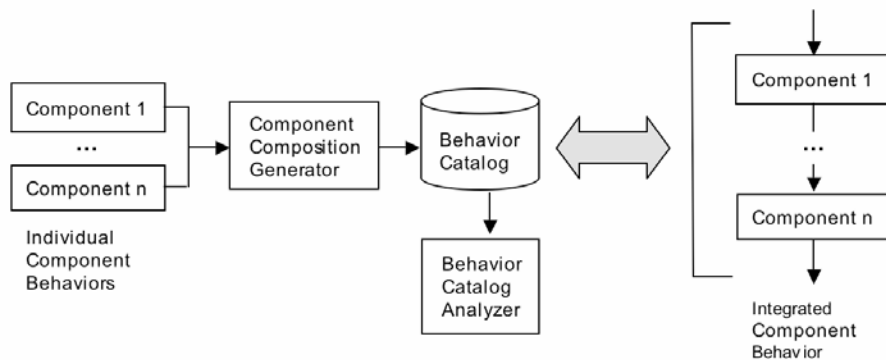 Component 1
...
Component n
Individual
Component
Behaviors
Component
Composition
Generator
Behavior
Catalog
Behavior
Catalog
Analyzer
Component 1
...
Component n
Integrated
Component
Behavior